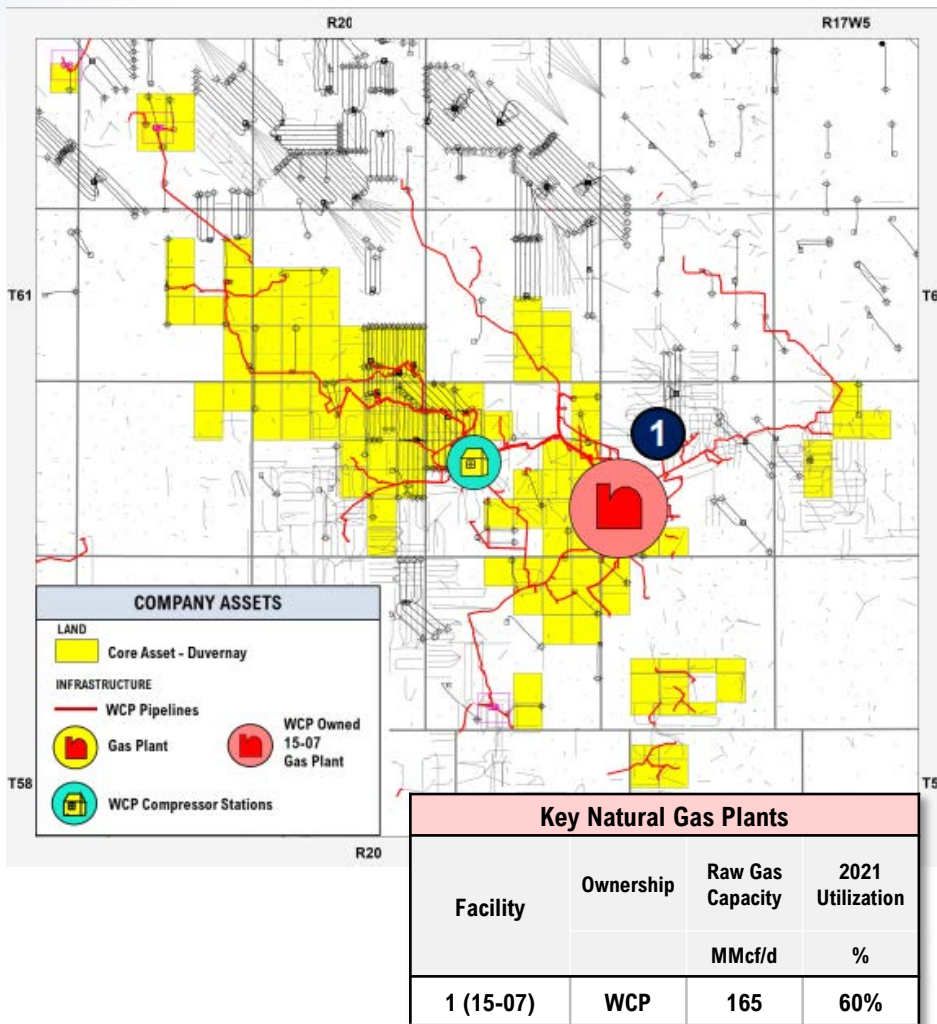 R20
R17W5
T61
T6
1
COMPANY ASSETS
LAND
Core Asset - Duvernay
INFRASTRUCTURE
WCP Pipelines
Gas Plant
WCP Owned
15-07
Gas Plant
WCP Compressor Stations
T58
T5
R20
Key Natural Gas Plants
Facility
Ownership
Raw Gas
Capacity
2021
Utilization
MMcf/d
%
1 (15-07)
WCP
165
60%